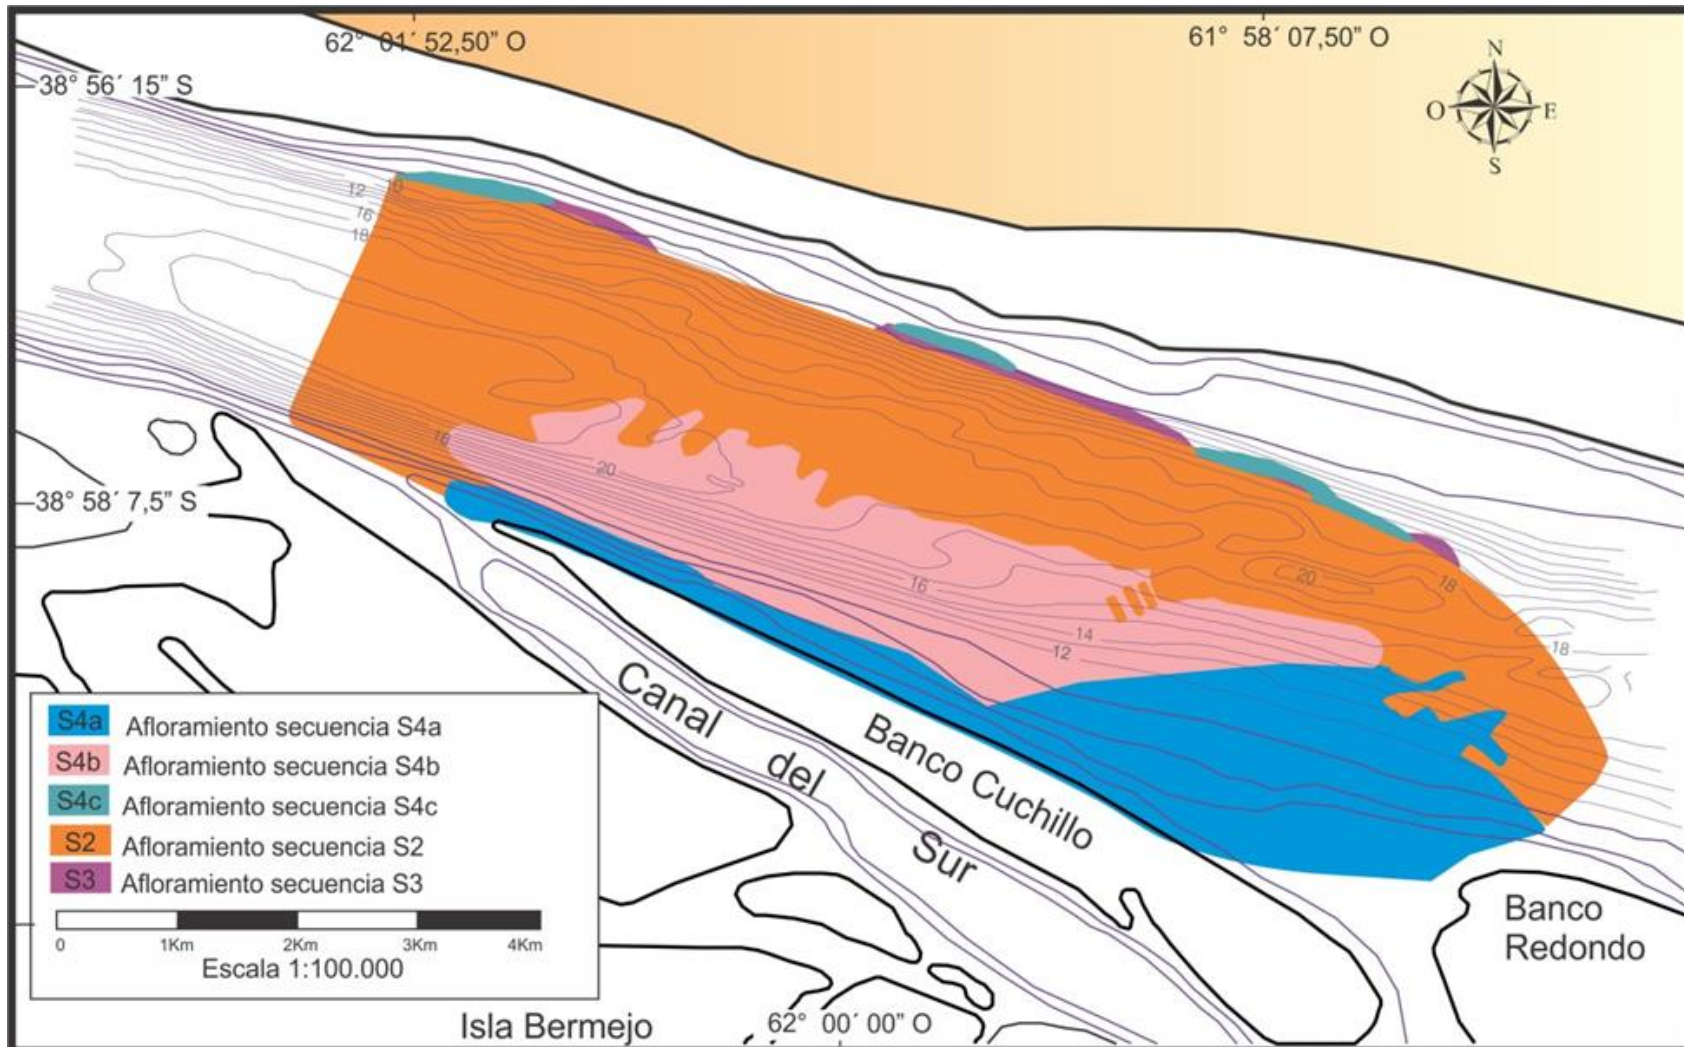 62° 01´ 52,50” O
61° 58´ 07,50” O
38° 56´ 15” S
N
O
E
S
12
10
16
18
16
20
38° 58´ 7,5” S
16
20
18
14
12
18
Canal
del
Sur
Banco Cuchillo
Banco
Redondo
S4a Afloramiento secuencia S4a
S4b Afloramiento secuencia S4b
S4c Afloramiento secuencia S4c
S2 Afloramiento secuencia S2
S3 Afloramiento secuencia S3
0 1Km 2Km 3Km 4Km
Escala 1:100.000
Isla Bermejo
62° 00´ 00” O